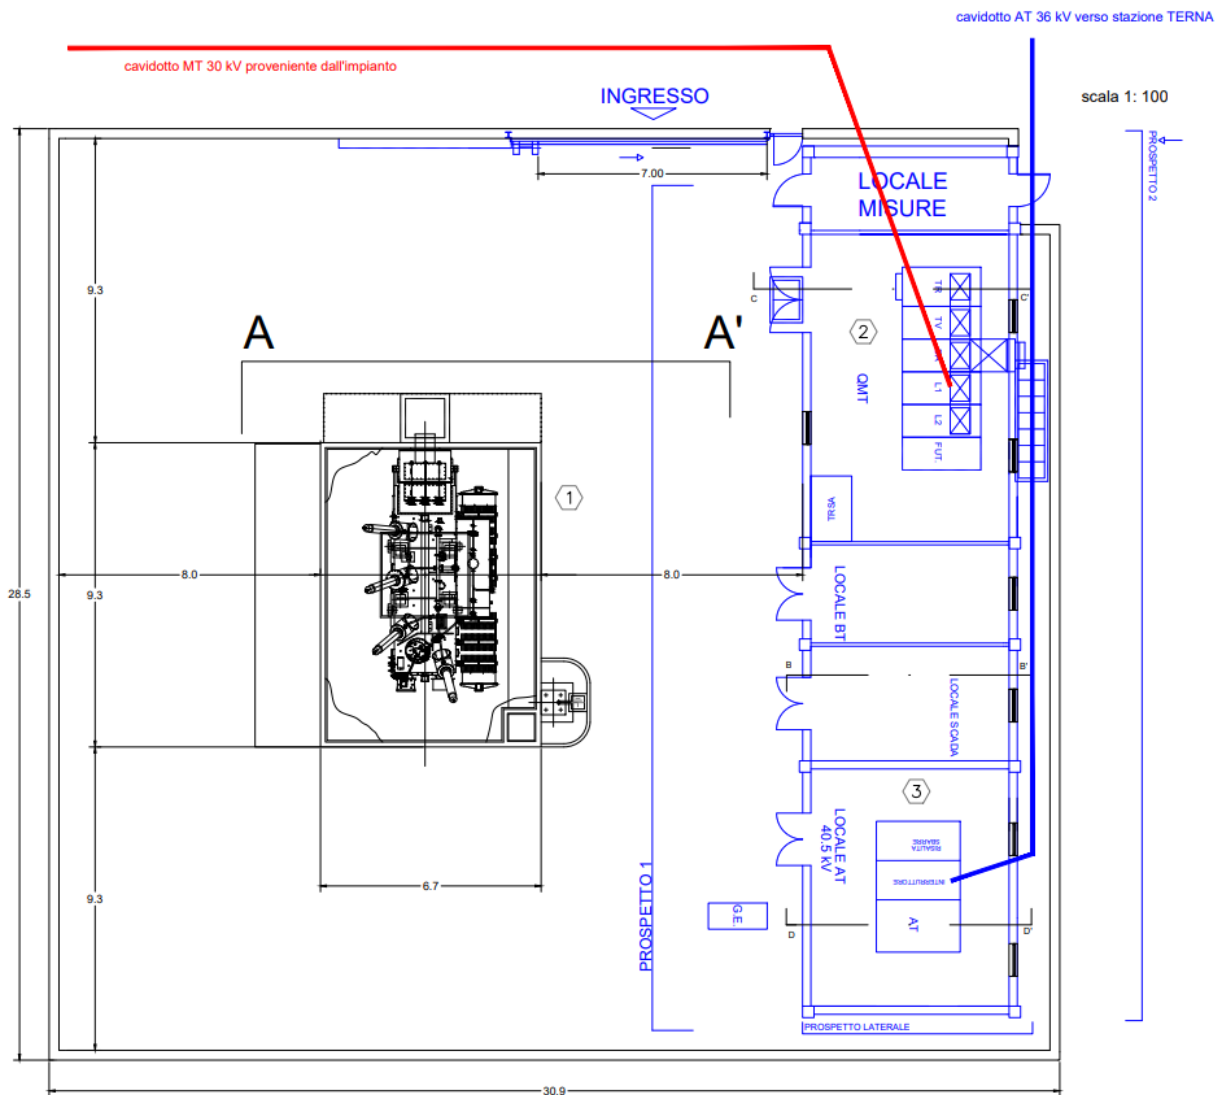 cavidotto AT 36 kV verso stazione TERNA
cavidotto MT 30 kV proveniente dall'impianto
INGRESSO
scala 1: 100
PROSPETTO 2
7.00
LOCALE
MISURE
9.3
A
A'
C
C'
TR
TV
2
QMT
L1
L2
FUT.
1
TRSA
28.5
8.0
9.3
8.0
LOCALE BT
B
B'
LOCALE SCADA
3
LOCALE AT
40.5 kV
RISALITA
SBARRE
INTERRUTTORE
AT
6.7
9.3
PROSPETTO 1
G.E.
D
D'
PROSPETTO LATERALE
30.9